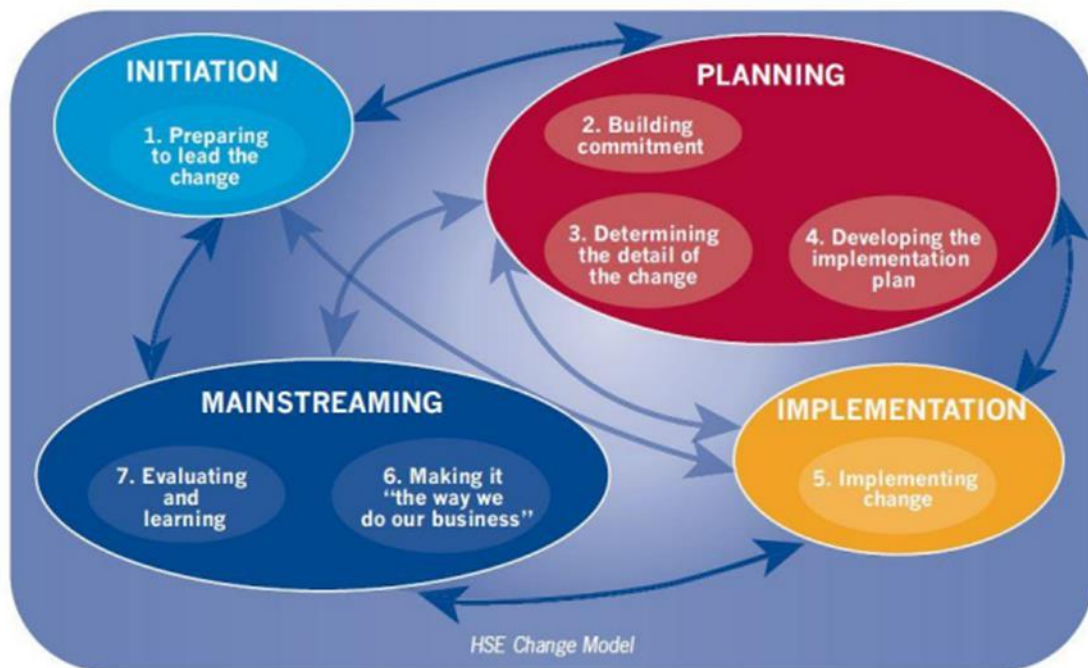 INITIATION
1. Preparing
to lead the
change
PLANNING
2. Building
commitment
3. Determining
the detail of
the change
4. Developing the
implementation
plan
MAINSTREAMING
7. Evaluating
and
learning
6. Making it
“the way we
do our business”
IMPLEMENTATION
5. Implementing
change
HSE Change Model